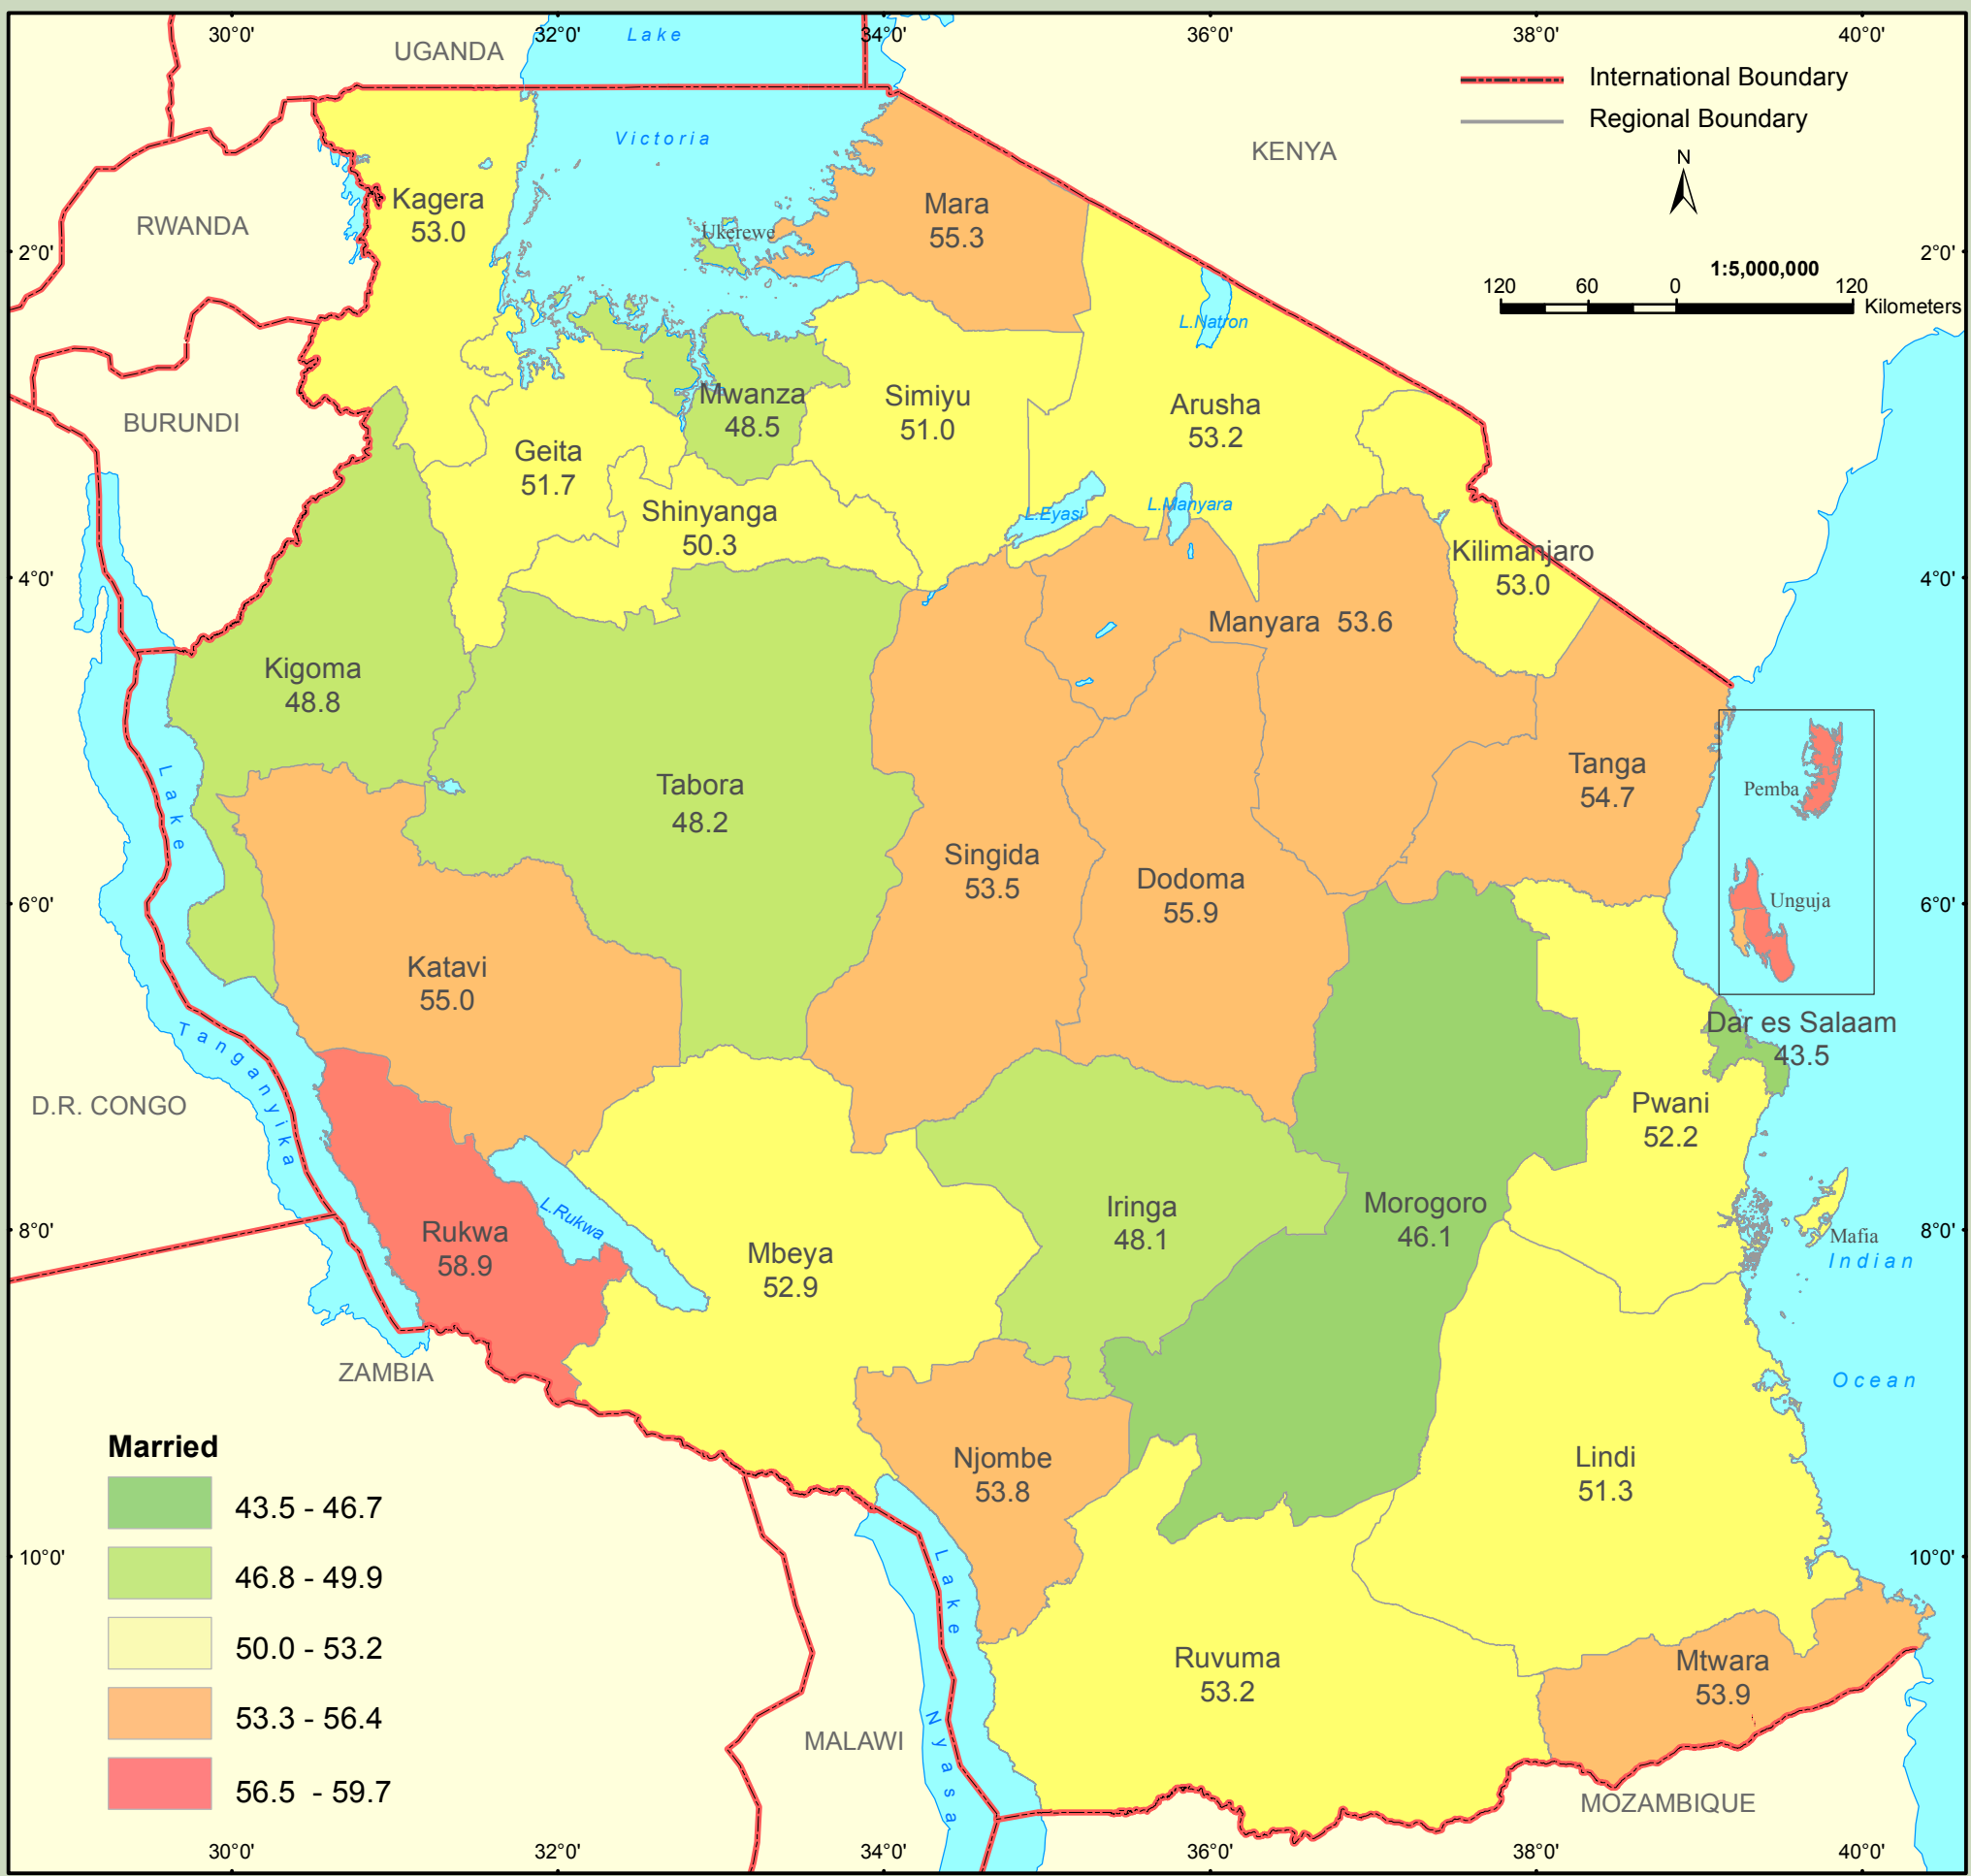 30°0'
32°0'
34°0'
36°0'
38°0'
40°0'
UGANDA
Lake
Victoria
KENYA
International Boundary
Regional Boundary
N
1:5,000,000
120 60 0 120
Kilometers
RWANDA
BURUNDI
2°0'
2°0'
Kagera
53.0
Ukerewe
Mara
55.3
L.Natron
Mwanza
48.5
Simiyu
51.0
Arusha
53.2
Geita
51.7
Shinyanga
50.3
L.Eyasi
L.Manyara
Kilimanjaro
53.0
4°0'
4°0'
Manyara 53.6
Kigoma
48.8
Tabora
48.2
Tanga
54.7
Pemba
Singida
53.5
Dodoma
55.9
Unguja
6°0'
6°0'
Katavi
55.0
Lake
Tanganyika
Dar es Salaam
43.5
D.R. CONGO
Pwani
52.2
Rukwa
58.9
L.Rukwa
Mbeya
52.9
Iringa
48.1
Morogoro
46.1
8°0'
8°0'
Mafia
Indian
Ocean
ZAMBIA
Njombe
53.8
Lindi
51.3
Married
43.5 - 46.7
46.8 - 49.9
50.0 - 53.2
53.3 - 56.4
56.5 - 59.7
10°0'
10°0'
Lake
Nyasa
Ruvuma
53.2
Mtwara
53.9
MALAWI
MOZAMBIQUE
30°0'
32°0'
34°0'
36°0'
38°0'
40°0'